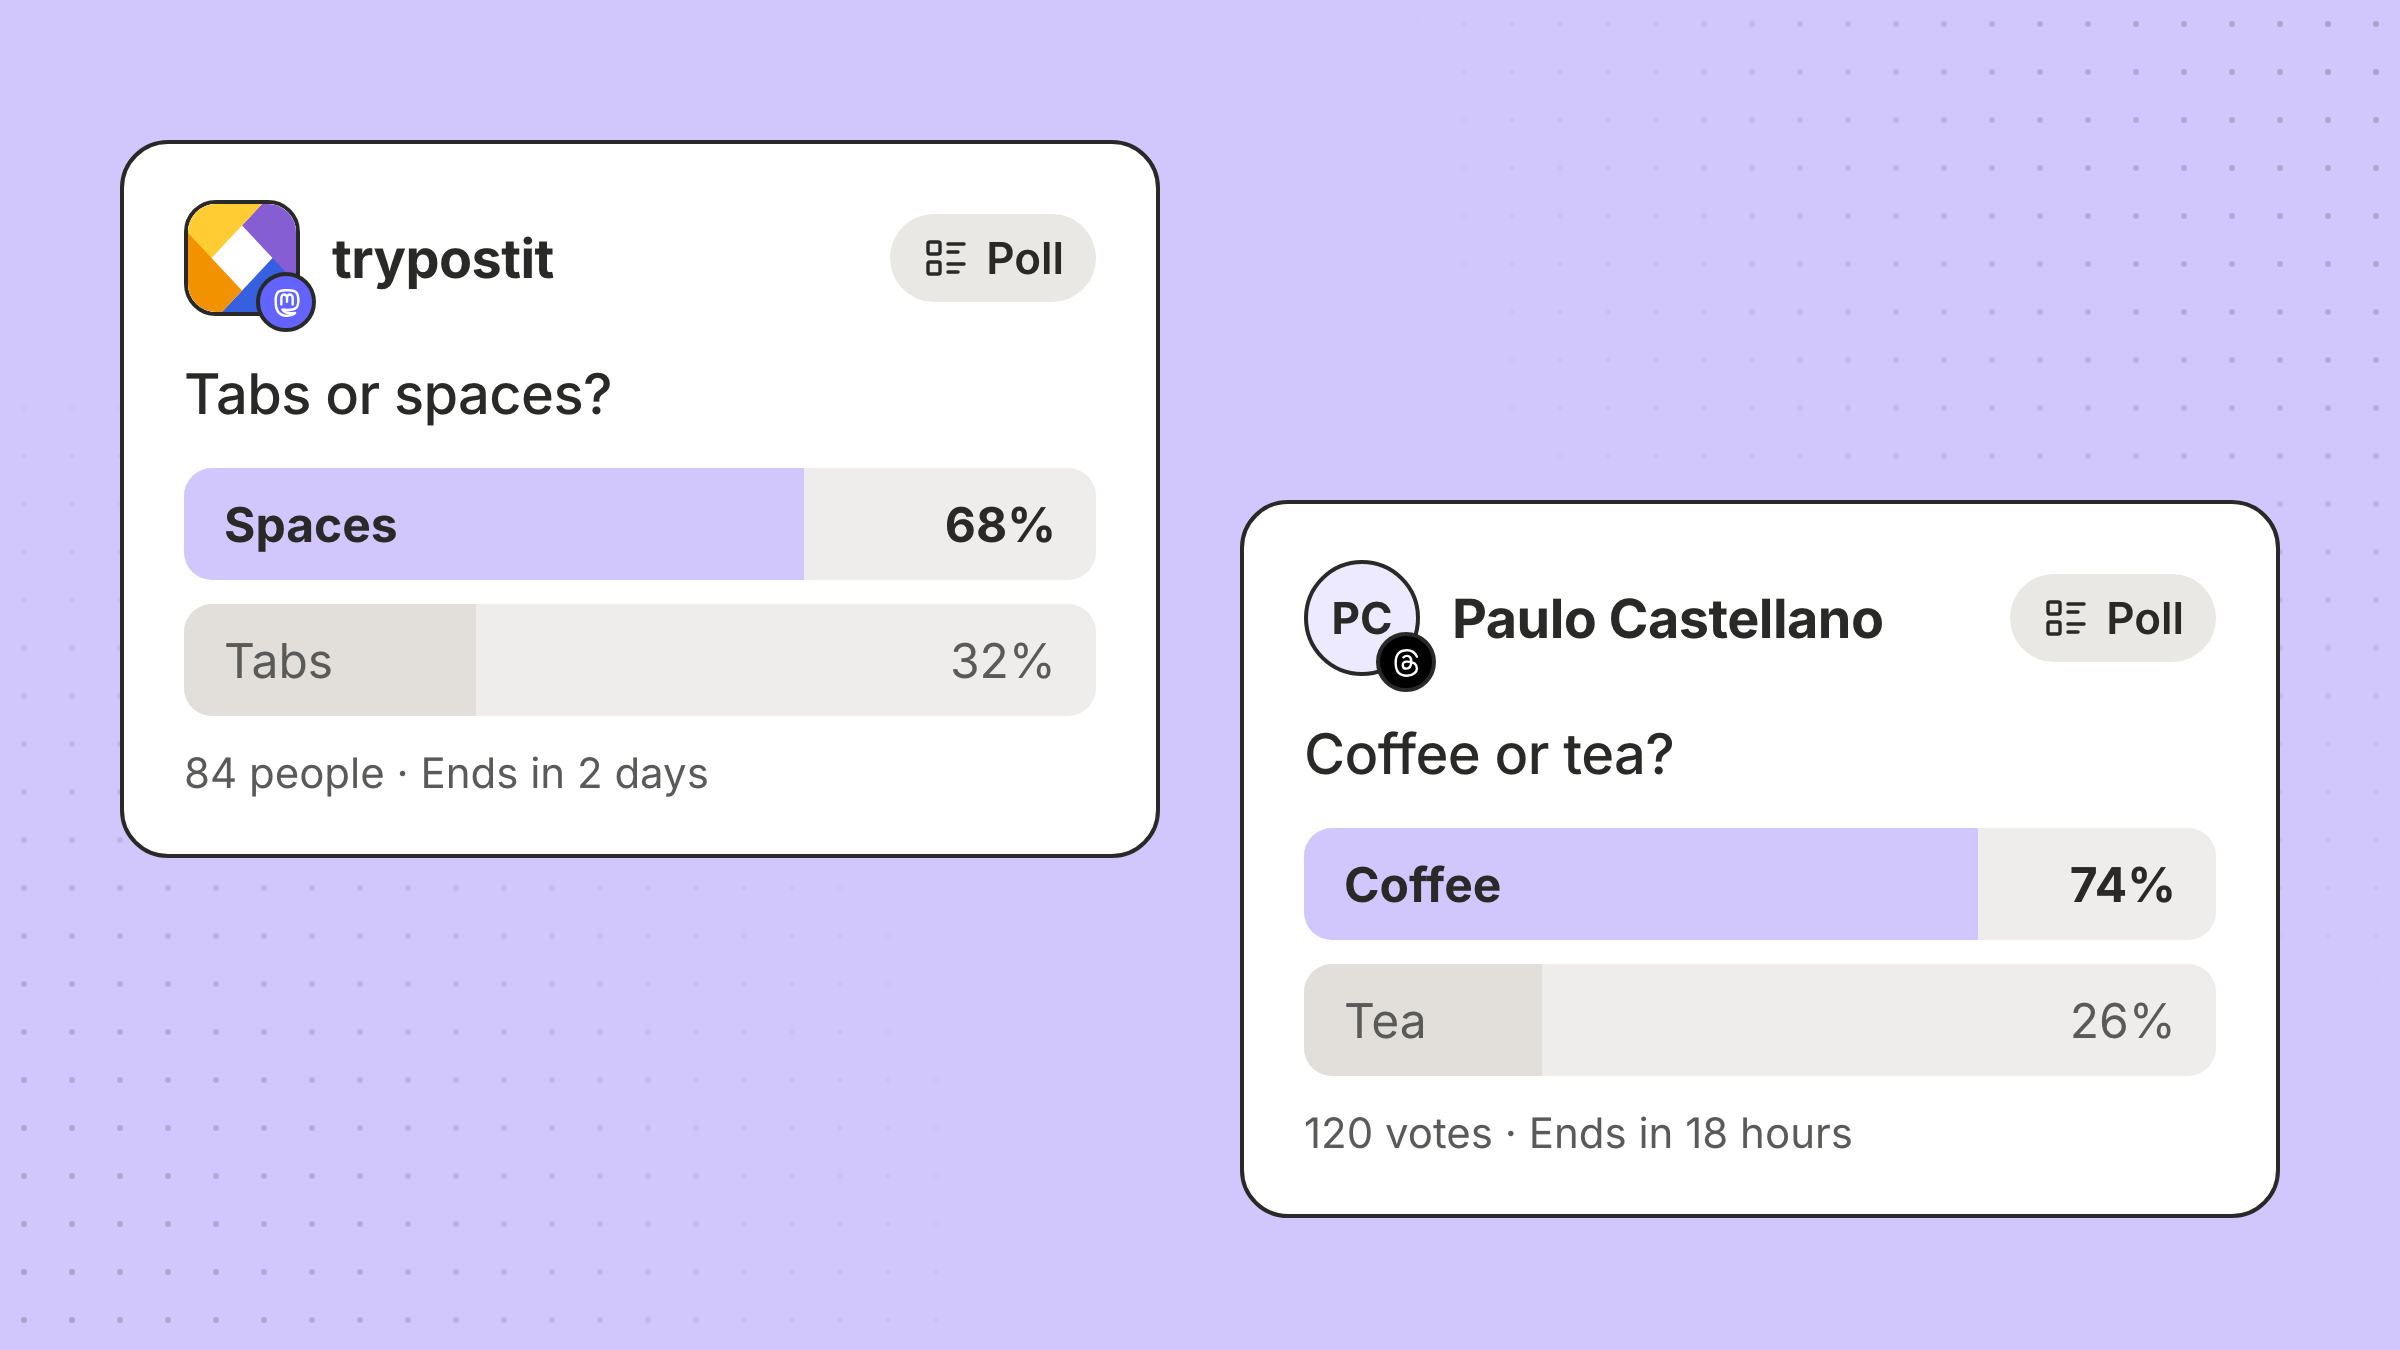 trypostit
Poll
Tabs or spaces?
Spaces 68%
Tabs 32%
84 people · Ends in 2 days
PC
Paulo Castellano
Poll
Coffee or tea?
Coffee 74%
Tea 26%
120 votes · Ends in 18 hours